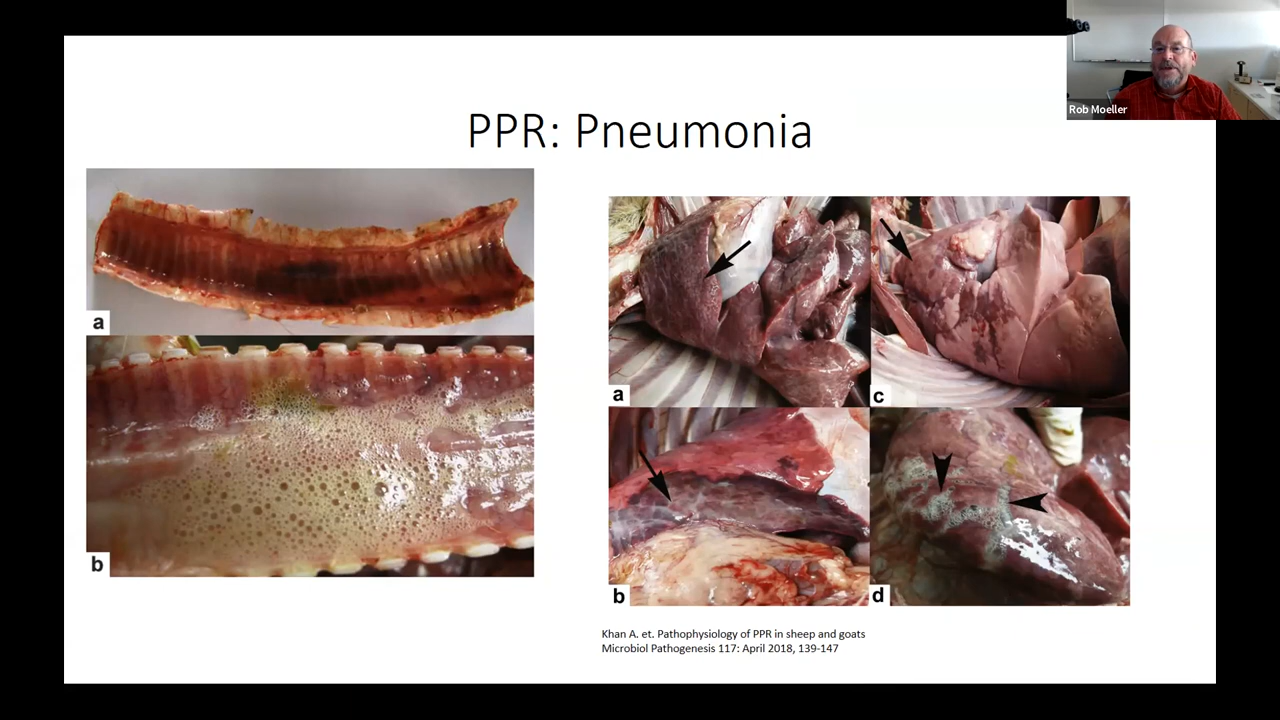 Rob Moeller
PPR: Pneumonia
a
b
a
c
b
d
Khan A. et. Pathophysiology of PPR in sheep and goats
Microbiol Pathogenesis 117: April 2018, 139-147